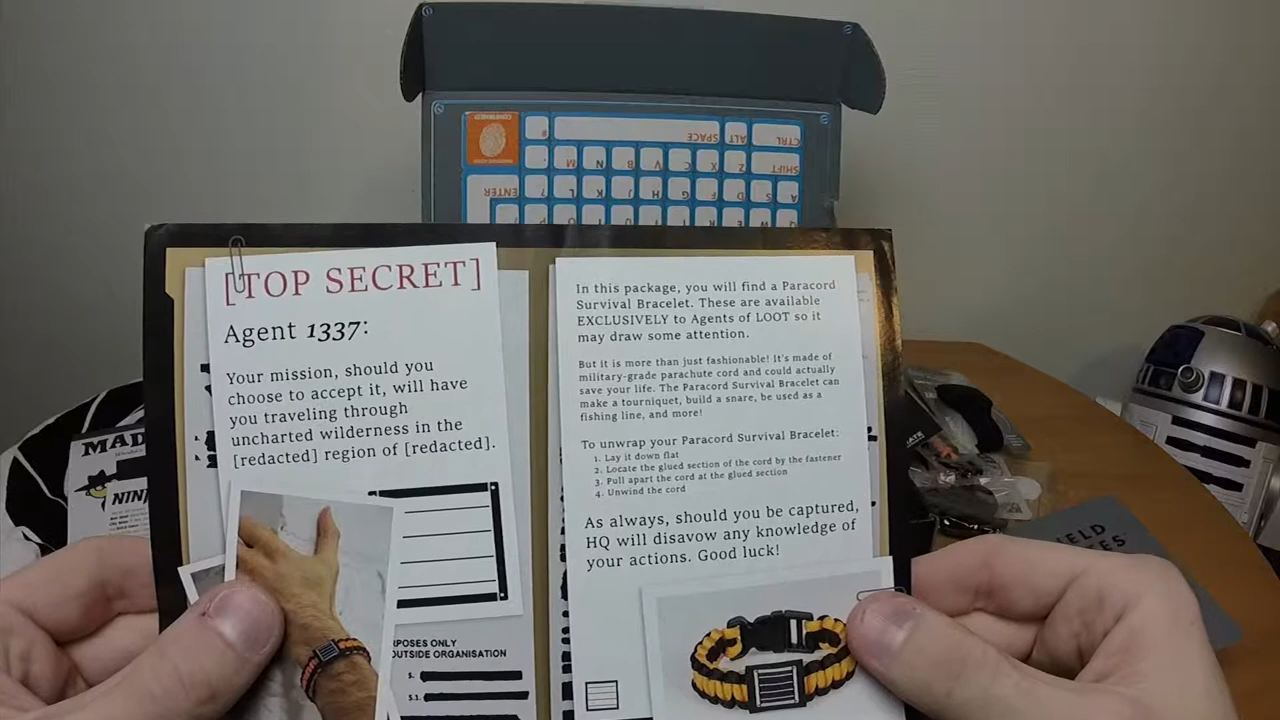 CONFIRMED
CTRL
ALT
SPACE
SHIFT
Z
X
C
V
B
N
M
A
S
D
F
G
H
J
K
L
ENTER
Q
W
E
R
T
U
I
O
P
[TOP SECRET]
Agent 1337:
Your mission, should you
choose to accept it, will have
you traveling through
uncharted wilderness in the
[redacted] region of [redacted].
RPOSES ONLY
OUTSIDE ORGANISATION
5.
5.1.
In this package, you will find a Paracord
Survival Bracelet. These are available
EXCLUSIVELY to Agents of LOOT so it
may draw some attention.
But it is more than just fashionable! It's made of
military-grade parachute cord and could actually
save your life. The Paracord Survival Bracelet can
make a tourniquet, build a snare, be used as a
fishing line, and more!
To unwrap your Paracord Survival Bracelet:
1. Lay it down flat
2. Locate the glued section of the cord by the fastener
3. Pull apart the cord at the glued section
4. Unwind the cord
As always, should you be captured,
HQ will disavow any knowledge of
your actions. Good luck!
MAD
NINJ